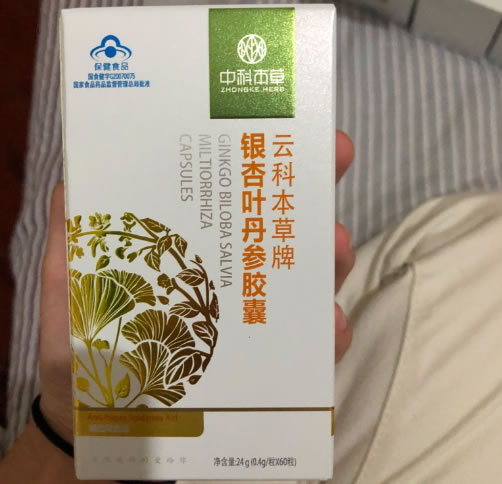 保健食品
国食健字G20070075
国家食品药品监督管理总局批准
中科本草
ZHONGKE HERB
云科本草牌
银杏叶丹参胶囊
GINKGO BILOBA SALVIA
MILTIORRHIZA
CAPSULES
净含量:24g(0.4g/粒X60粒)